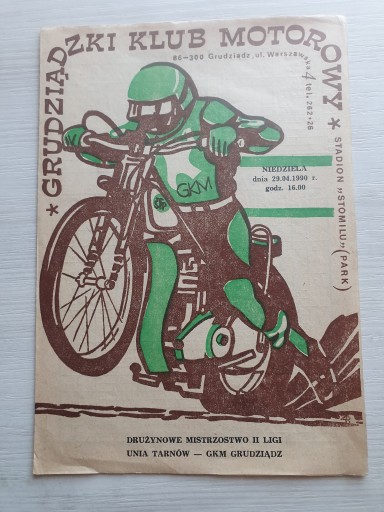 * GRUDZIĄDZKI KLUB MOTOROWY *
86-300 Grudziądz, ul. Warszawska 4 tel. 262-26
STADION „STOMILU” (PARK)
NIEDZIELA
dnia 29.04.1990 r.
godz. 16.00
GKM
DRUŻYNOWE MISTRZOSTWO II LIGI
UNIA TARNÓW — GKM GRUDZIĄDZ